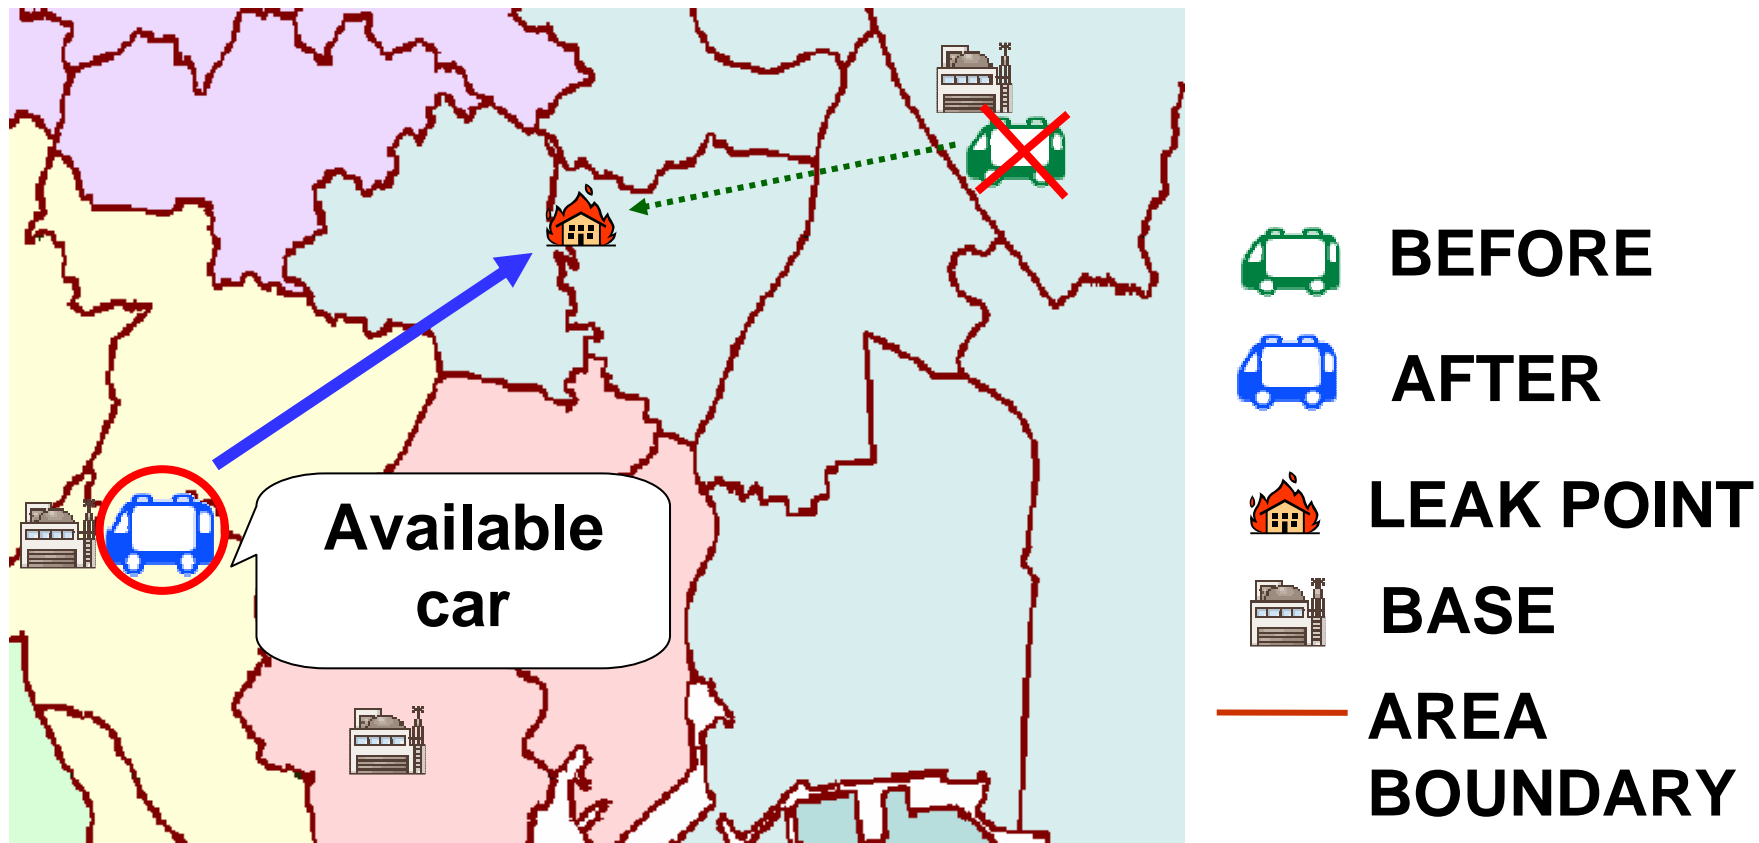 Available
car
BEFORE
AFTER
LEAK POINT
BASE
AREA
BOUNDARY